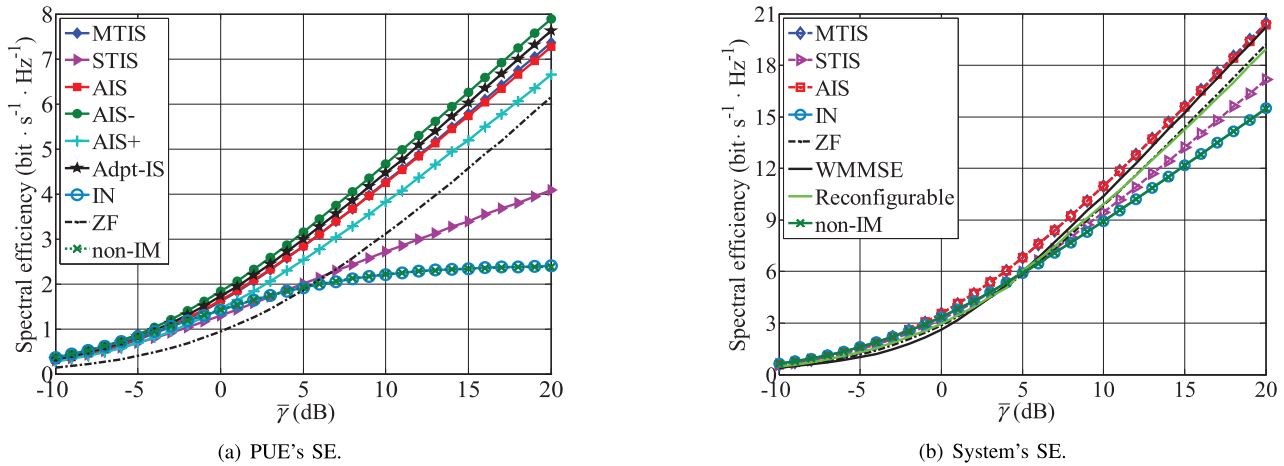 8
7
6
5
4
3
2
1
0
Spectral efficiency (bit · s⁻¹ · Hz⁻¹)
MTIS
STIS
AIS
AIS-
AIS+
Adpt-IS
IN
ZF
non-IM
-10 -5 0 5 10 15 20
γ̅ (dB)
(a) PUE's SE.
21
18
15
12
9
6
3
0
Spectral efficiency (bit · s⁻¹ · Hz⁻¹)
MTIS
STIS
AIS
IN
ZF
WMMSE
Reconfigurable
non-IM
-10 -5 0 5 10 15 20
γ̅ (dB)
(b) System's SE.